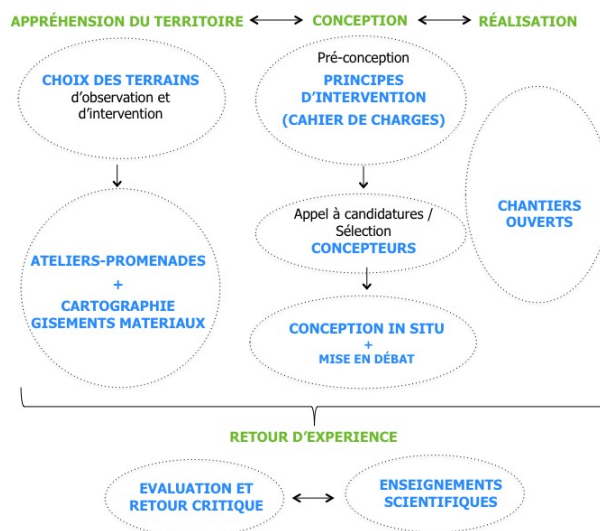 APPRÉHENSION DU TERRITOIRE
CONCEPTION
RÉALISATION
CHOIX DES TERRAINS
d'observation et
d'intervention
ATELIERS-PROMENADES
+
CARTOGRAPHIE
GISEMENTS MATERIAUX
Pré-conception
PRINCIPES
D'INTERVENTION
(CAHIER DE CHARGES)
Appel à candidatures /
Sélection
CONCEPTEURS
CONCEPTION IN SITU
+
MISE EN DÉBAT
CHANTIERS
OUVERTS
RETOUR D'EXPERIENCE
EVALUATION ET
RETOUR CRITIQUE
ENSEIGNEMENTS
SCIENTIFIQUES